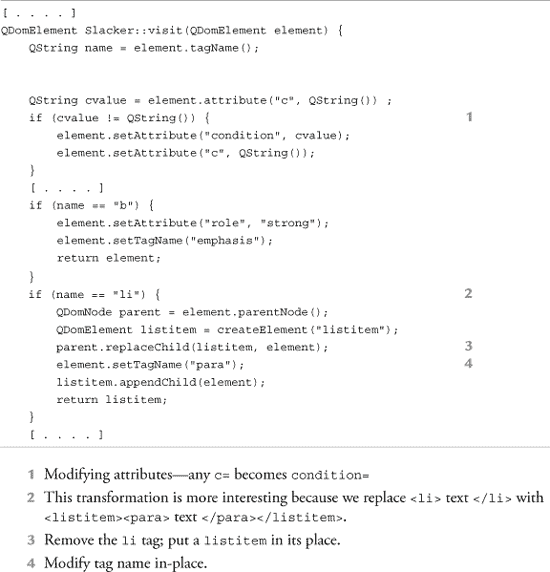 [ . . . . ]
QDomElement Slacker::visit(QDomElement element) {
    QString name = element.tagName();
    QString cvalue = element.attribute("c", QString()) ;
    if (cvalue != QString()) { 1
        element.setAttribute("condition", cvalue);
        element.setAttribute("c", QString());
    }
    [ . . . . ]
    if (name == "b") {
        element.setAttribute("role", "strong");
        element.setTagName("emphasis");
        return element;
    }
    if (name == "li") { 2
        QDomNode parent = element.parentNode();
        QDomElement listitem = createElement("listitem");
        parent.replaceChild(listitem, element); 3
        element.setTagName("para"); 4
        listitem.appendChild(element);
        return listitem;
    }
    [ . . . . ]
1 Modifying attributes—any c= becomes condition=
2 This transformation is more interesting because we replace <li> text </li> with
<listitem><para> text </para></listitem>.
3 Remove the li tag; put a listitem in its place.
4 Modify tag name in-place.